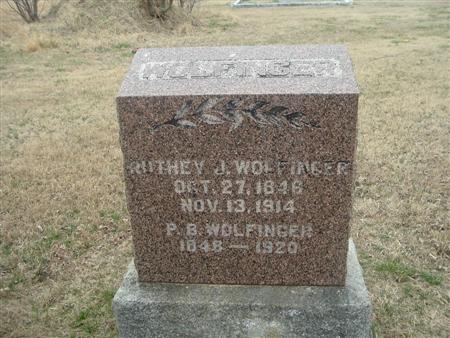 WOLFINGER
RUTHEY J. WOLFINGER
OCT. 27, 1846
NOV. 13, 1914
P. B. WOLFINGER
1848 — 1920